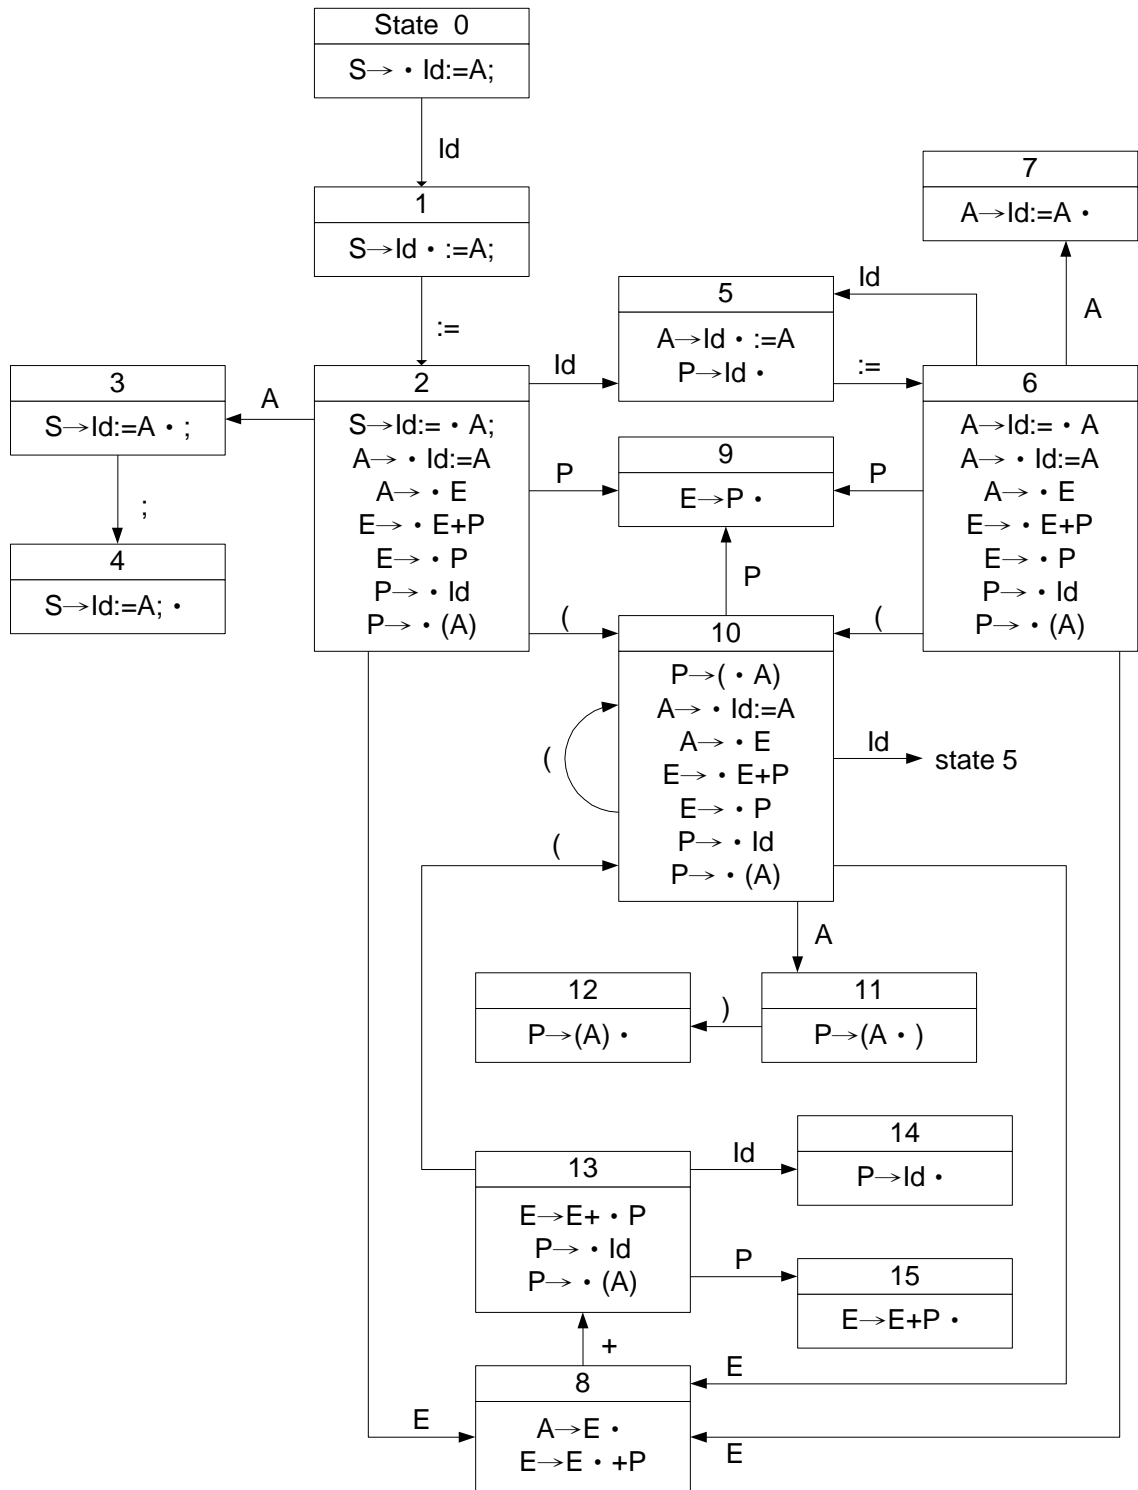 State 0
S→ • Id:=A;
Id
1
S→Id • :=A;
:=
7
A→Id:=A •
A
5
A→Id • :=A
P→Id •
Id
Id
:=
3
S→Id:=A • ;
A
;
4
S→Id:=A; •
2
S→Id:= • A;
A→ • Id:=A
A→ • E
E→ • E+P
E→ • P
P→ • Id
P→ • (A)
P
9
E→P •
P
P
6
A→Id:= • A
A→ • Id:=A
A→ • E
E→ • E+P
E→ • P
P→ • Id
P→ • (A)
(
(
10
P→( • A)
A→ • Id:=A
A→ • E
E→ • E+P
E→ • P
P→ • Id
P→ • (A)
(
(
Id
state 5
A
12
P→(A) •
)
11
P→(A • )
13
E→E+ • P
P→ • Id
P→ • (A)
Id
14
P→Id •
P
15
E→E+P •
+
8
A→E •
E→E • +P
E
E
E